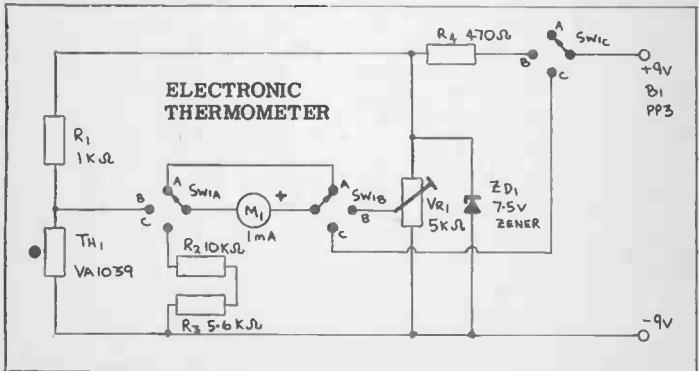 R4 470Ω
A
SW1C
B
C
+9V
B1
PP3
ELECTRONIC
THERMOMETER
R1
1KΩ
A
A
B
SW1A
+
SW1B
C
M1
B
1mA
C
VR1
5KΩ
ZD1
7.5V
ZENER
TH1
VA1039
R2 10KΩ
R3 5.6KΩ
-9V